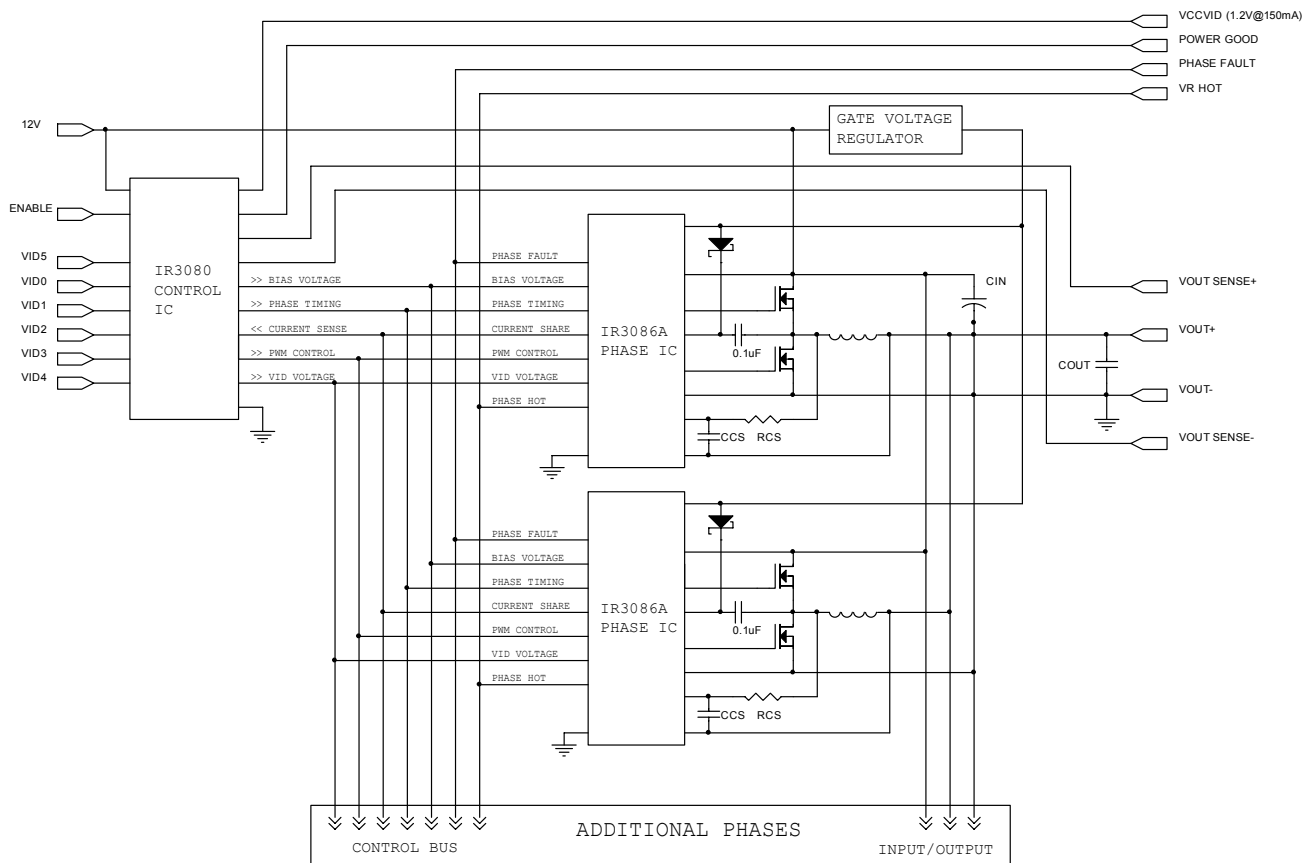 VCCVID (1.2V@150mA)
POWER GOOD
PHASE FAULT
VR HOT
12V
GATE VOLTAGE
REGULATOR
ENABLE
VID5
VID0
VID1
VID2
VID3
VID4
IR3080
CONTROL
IC
>> BIAS VOLTAGE
>> PHASE TIMING
<< CURRENT SENSE
>> PWM CONTROL
>> VID VOLTAGE
PHASE FAULT
BIAS VOLTAGE
PHASE TIMING
CURRENT SHARE
PWM CONTROL
VID VOLTAGE
PHASE HOT
IR3086A
PHASE IC
0.1uF
CCS
RCS
CIN
COUT
VOUT SENSE+
VOUT+
VOUT-
VOUT SENSE-
PHASE FAULT
BIAS VOLTAGE
PHASE TIMING
CURRENT SHARE
PWM CONTROL
VID VOLTAGE
PHASE HOT
IR3086A
PHASE IC
0.1uF
CCS
RCS
ADDITIONAL PHASES
CONTROL BUS
INPUT/OUTPUT